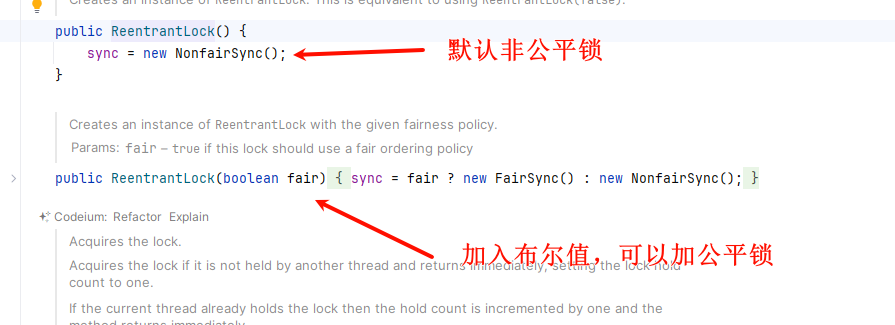 Creates an instance of ReentrantLock. This is equivalent to using ReentrantLock(false).
public ReentrantLock() {
sync = new NonfairSync();
默认非公平锁
}
Creates an instance of ReentrantLock with the given fairness policy.
Params: fair – true if this lock should use a fair ordering policy
public ReentrantLock(boolean fair) { sync = fair ? new FairSync() : new NonfairSync(); }
Codeium: Refactor Explain
Acquires the lock.
加入布尔值，可以加公平锁
Acquires the lock if it is not held by another thread and returns immediately, setting the lock hold
count to one.
If the current thread already holds the lock then the hold count is incremented by one and the
method returns immediately.